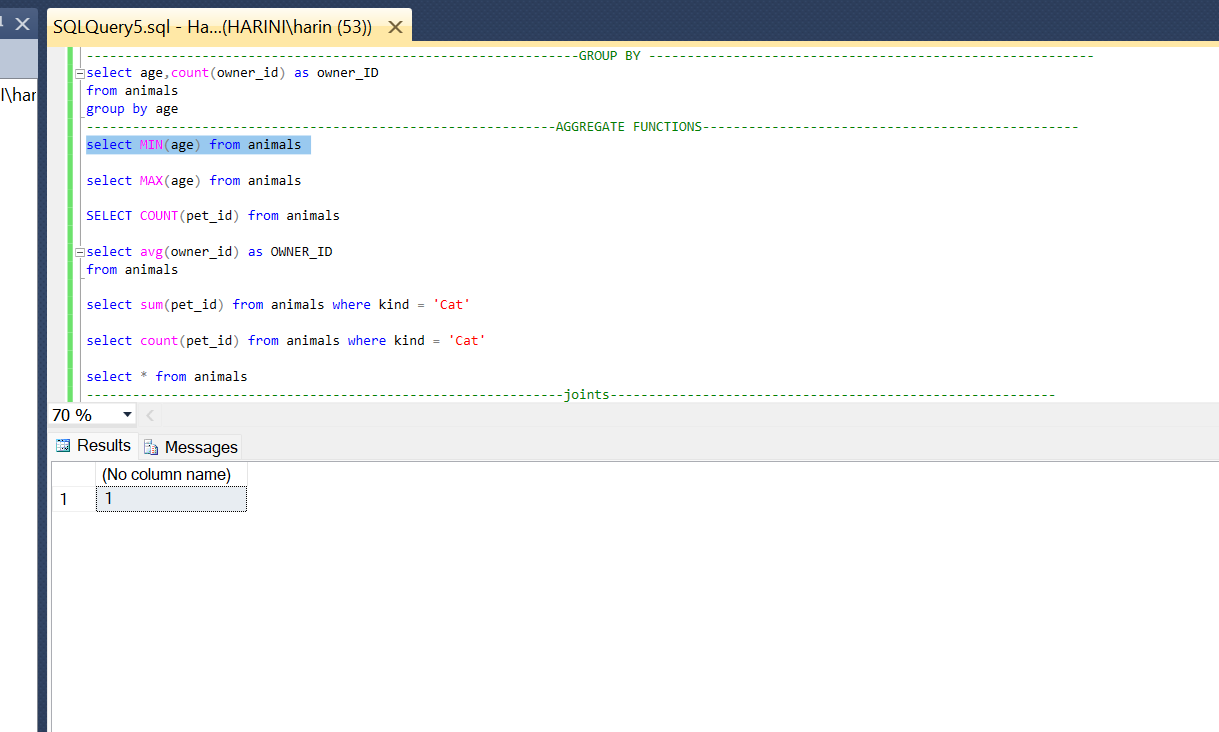 SQLQuery5.sql - Ha...(HARINI\harin (53))
l\har
-----------------------------------------------------------------GROUP BY ----------------------------------------------------------
select age,count(owner_id) as owner_ID
from animals
group by age
-------------------------------------------------------------AGGREGATE FUNCTIONS-------------------------------------------------
select MIN(age) from animals
select MAX(age) from animals
SELECT COUNT(pet_id) from animals
select avg(owner_id) as OWNER_ID
from animals
select sum(pet_id) from animals where kind = 'Cat'
select count(pet_id) from animals where kind = 'Cat'
select * from animals
--------------------------------------------------------------joints----------------------------------------------------------
70 %
Results Messages
(No column name)
1 1